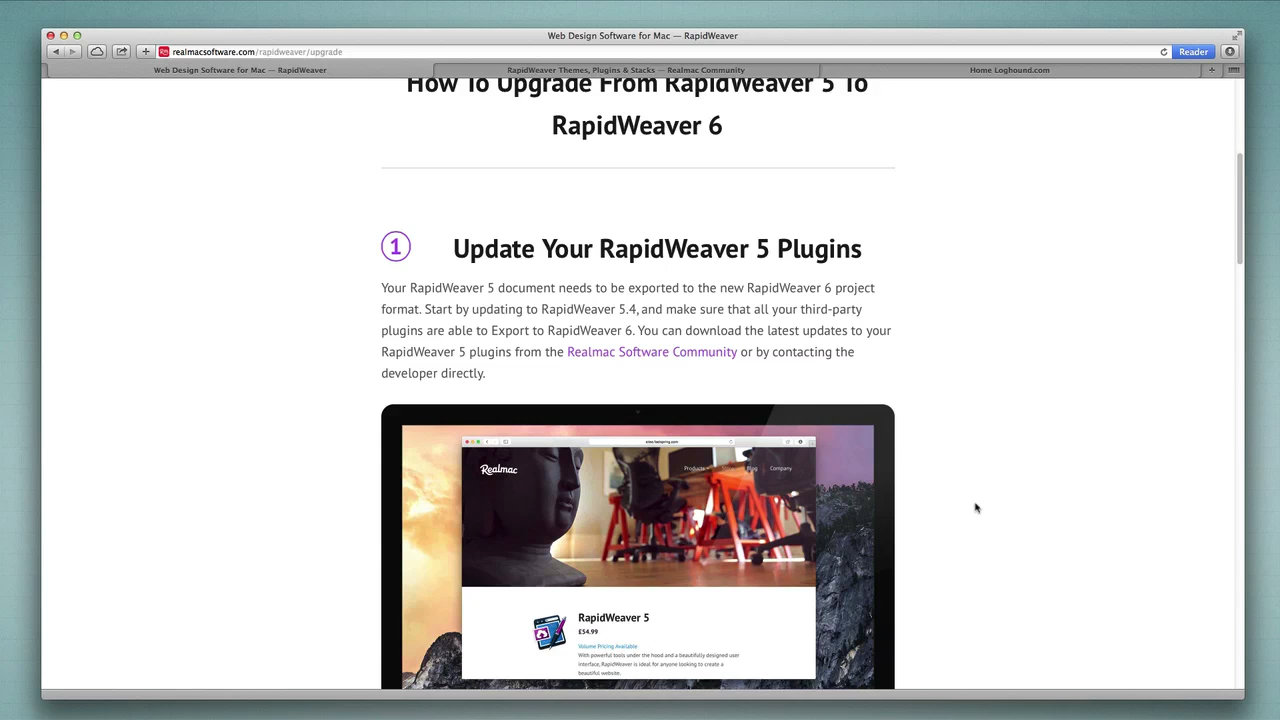 Web Design Software for Mac — RapidWeaver
realmacsoftware.com/rapidweaver/upgrade
Reader
Web Design Software for Mac — RapidWeaver
RapidWeaver Themes, Plugins & Stacks — Realmac Community
Home Loghound.com
How To Upgrade From RapidWeaver 5 To
RapidWeaver 6
1
Update Your RapidWeaver 5 Plugins
Your RapidWeaver 5 document needs to be exported to the new RapidWeaver 6 project
format. Start by updating to RapidWeaver 5.4, and make sure that all your third-party
plugins are able to Export to RapidWeaver 6. You can download the latest updates to your
RapidWeaver 5 plugins from the Realmac Software Community or by contacting the
developer directly.
Realmac
Products
Blog
Company
RapidWeaver 5
£54.99
Volume Pricing Available
With powerful tools under the hood and a beautifully designed user
interface, RapidWeaver is ideal for anyone looking to create a
beautiful website.